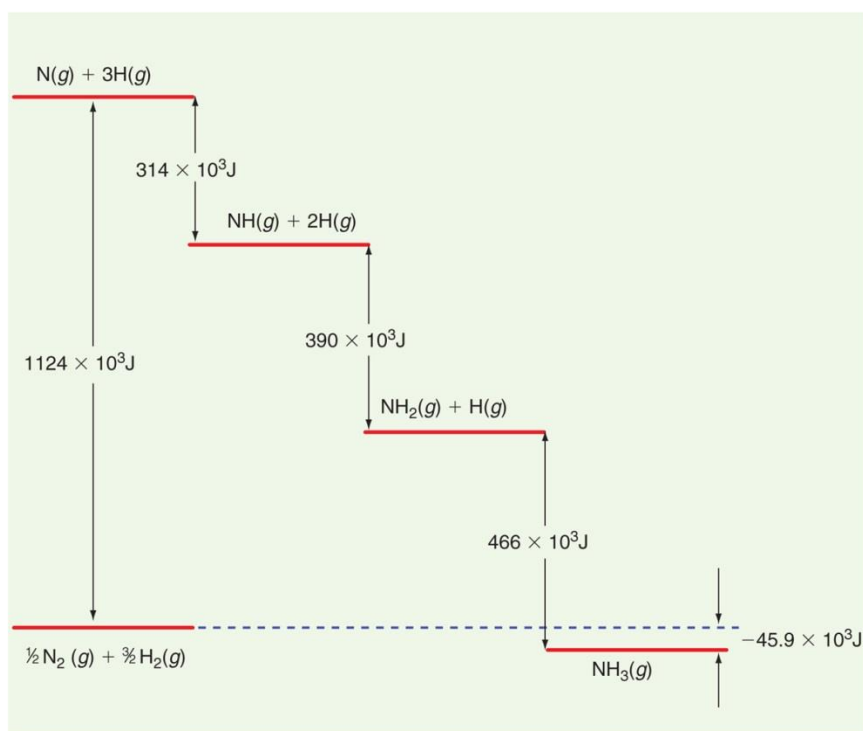 N(g) + 3H(g)
314 × 10³J
NH(g) + 2H(g)
390 × 10³J
1124 × 10³J
NH₂(g) + H(g)
466 × 10³J
−45.9 × 10³J
½N₂ (g) + ³⁄₂H₂(g)
NH₃(g)